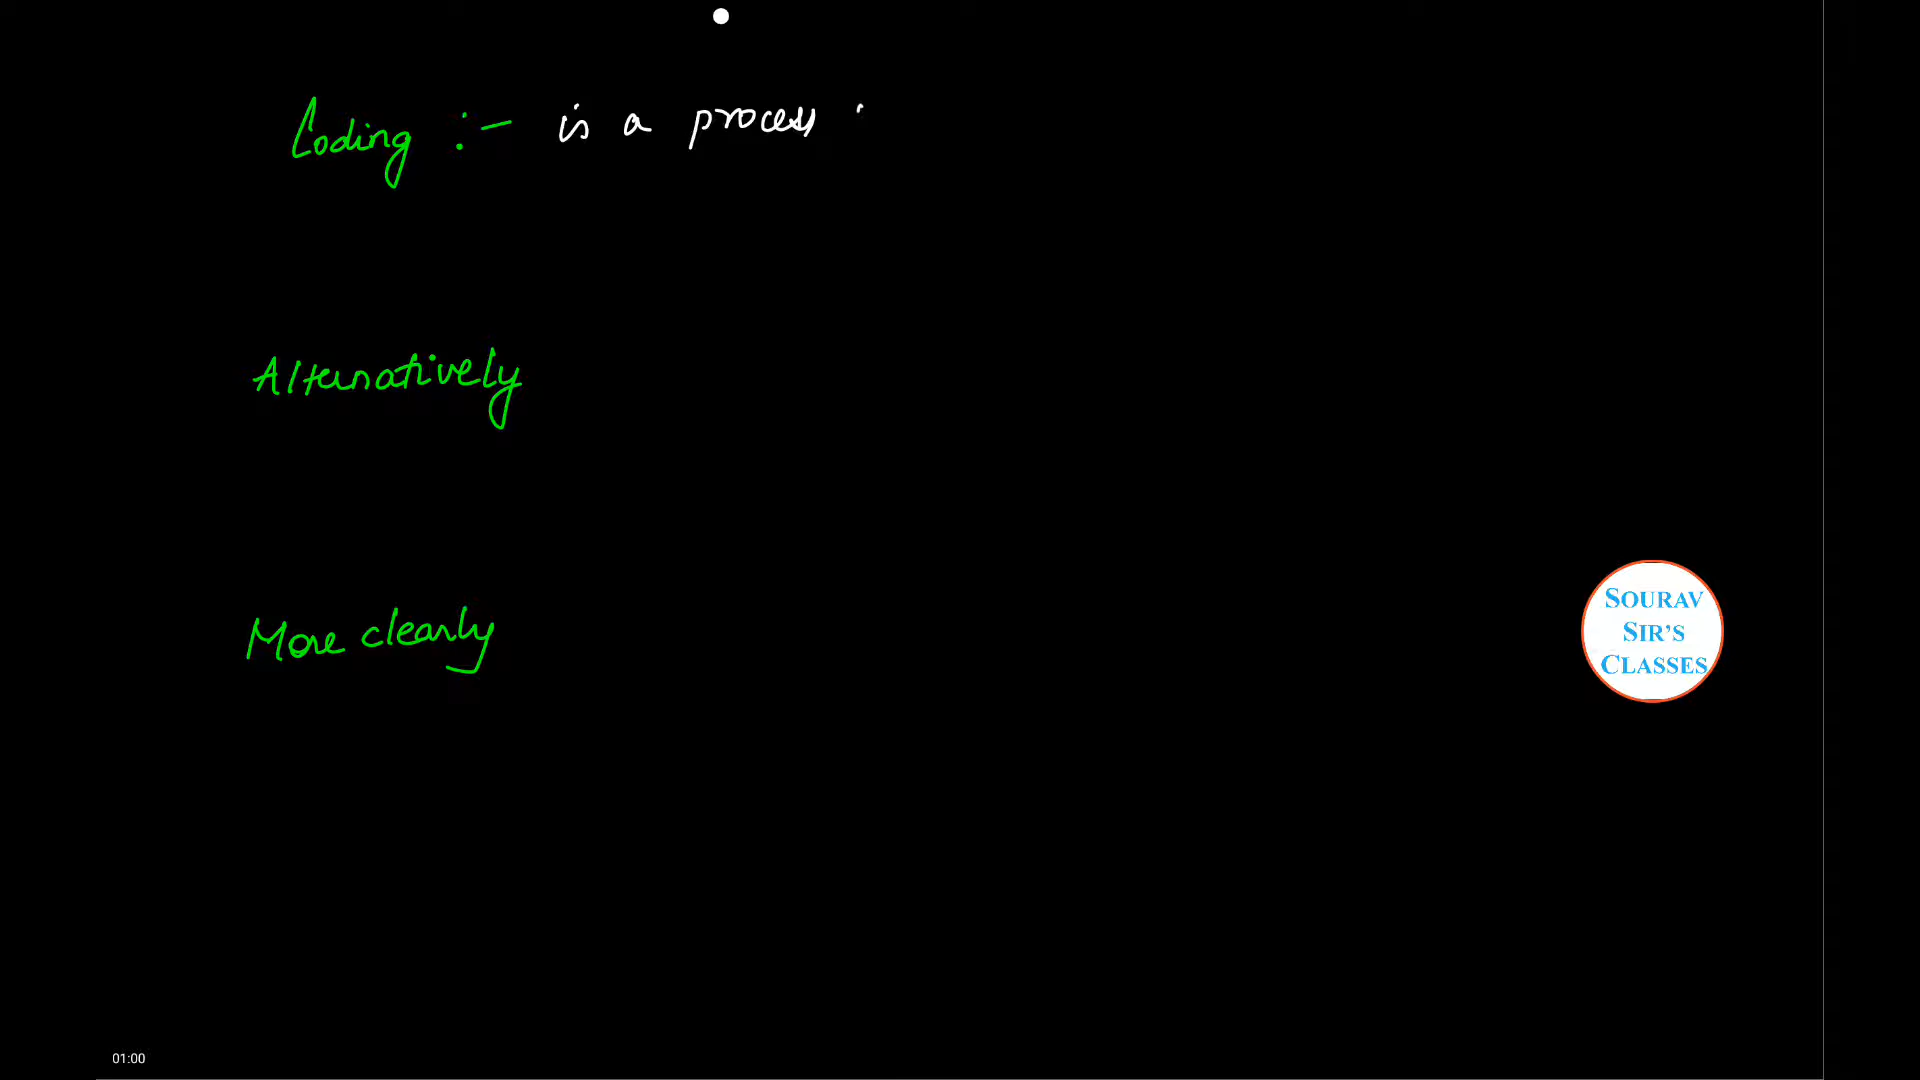 Coding :- is a process
Alternatively
More clearly
SOURAV
SIR'S
CLASSES
01:00